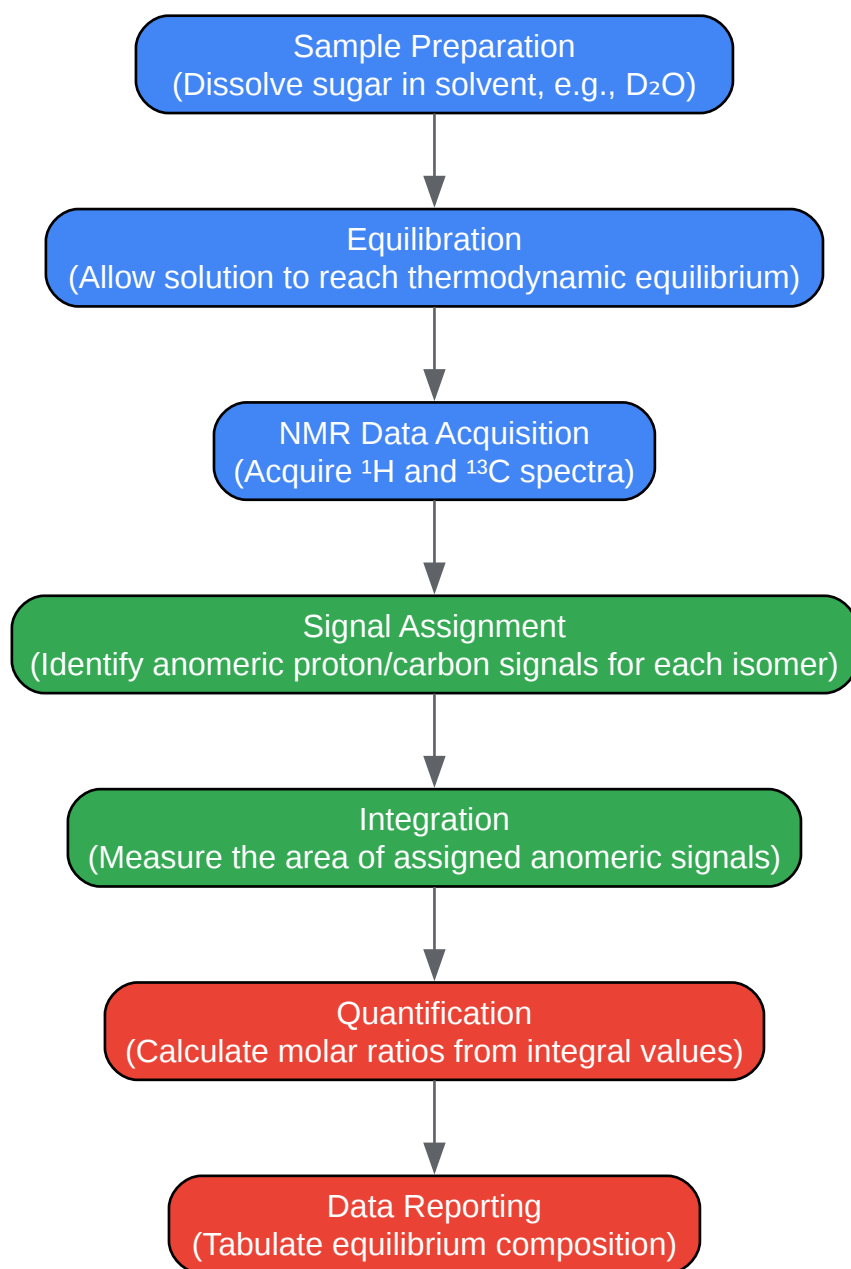 Sample Preparation
(Dissolve sugar in solvent, e.g., D₂O)
Equilibration
(Allow solution to reach thermodynamic equilibrium)
NMR Data Acquisition
(Acquire ¹H and ¹³C spectra)
Signal Assignment
(Identify anomeric proton/carbon signals for each isomer)
Integration
(Measure the area of assigned anomeric signals)
Quantification
(Calculate molar ratios from integral values)
Data Reporting
(Tabulate equilibrium composition)